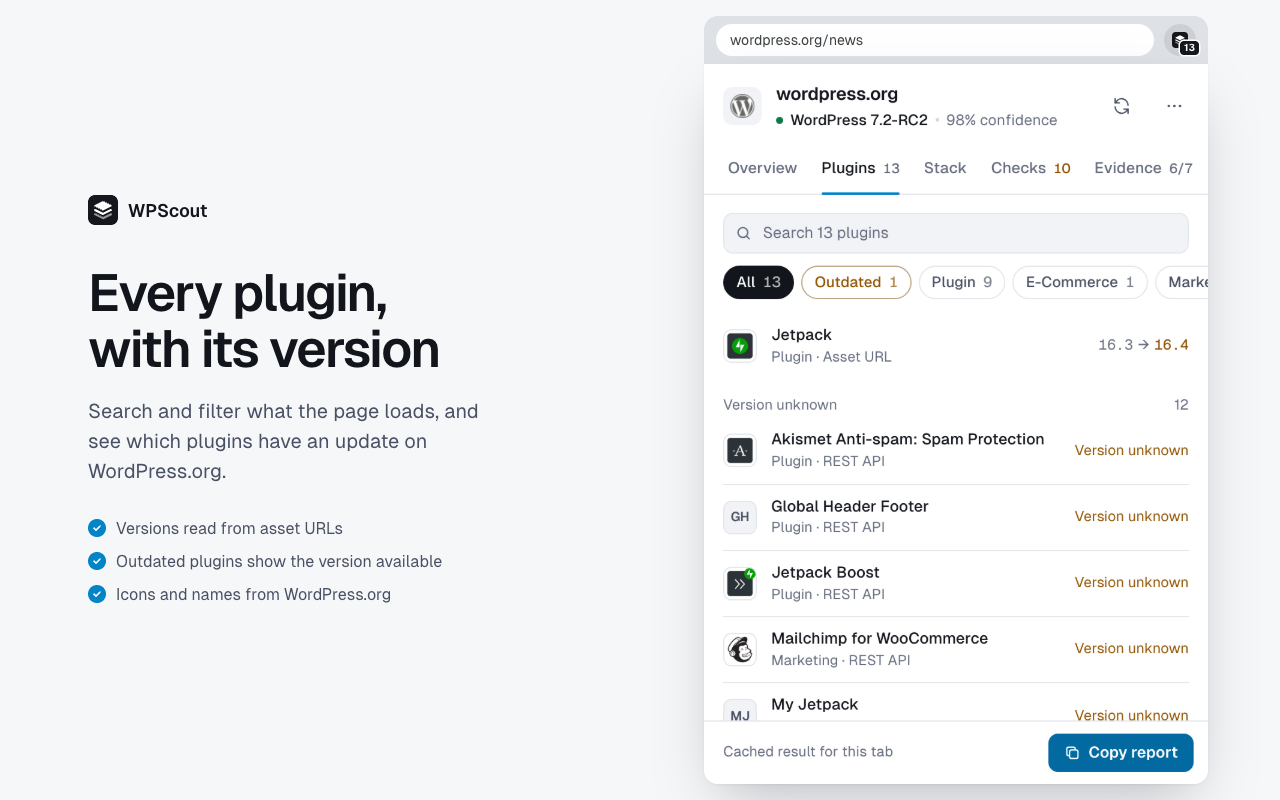 WPScout
Every plugin,
with its version
Search and filter what the page loads, and
see which plugins have an update on
WordPress.org.
Versions read from asset URLs
Outdated plugins show the version available
Icons and names from WordPress.org
wordpress.org/news
13
wordpress.org
WordPress 7.2-RC2 • 98% confidence
Overview Plugins 13 Stack Checks 10 Evidence 6/7
Search 13 plugins
All 13 Outdated 1 Plugin 9 E-Commerce 1 Marke
Jetpack
Plugin · Asset URL
16.3 → 16.4
Version unknown 12
Akismet Anti-spam: Spam Protection
Plugin · REST API
Version unknown
GH
Global Header Footer
Plugin · REST API
Version unknown
Jetpack Boost
Plugin · REST API
Version unknown
Mailchimp for WooCommerce
Marketing · REST API
Version unknown
MJ
My Jetpack
Version unknown
Cached result for this tab
Copy report